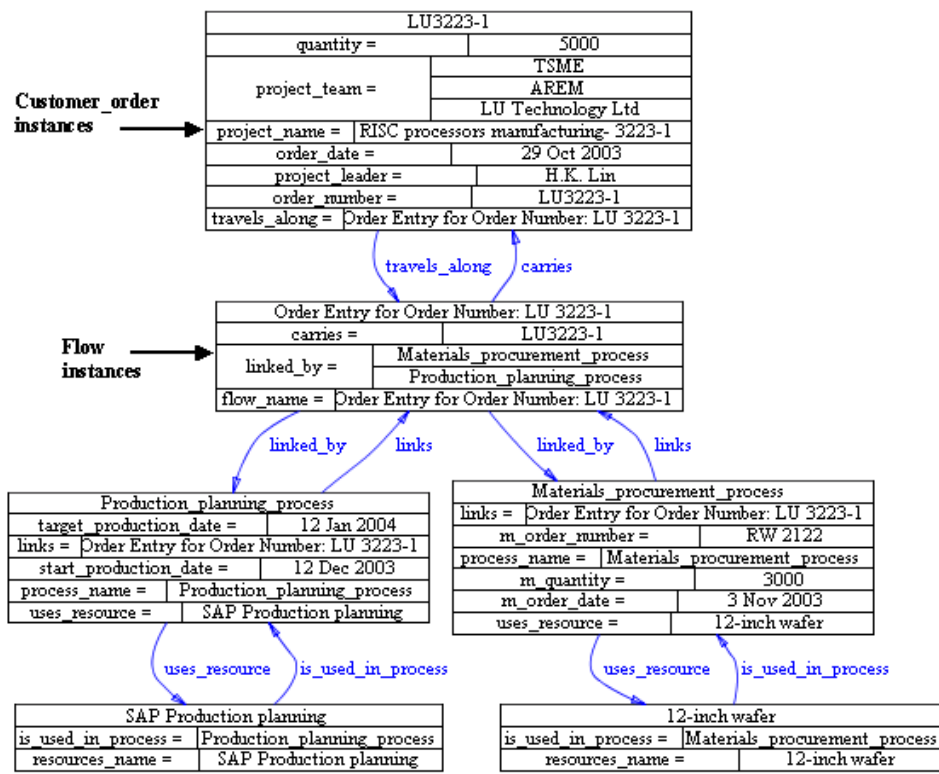 LU3223-1
quantity = 5000
project_team = TSME
AREM
LU Technology Ltd
Customer_order
instances
project_name = RISC processors manufacturing- 3223-1
order_date = 29 Oct 2003
project_leader = H.K. Lin
order_number = LU3223-1
travels_along = Order Entry for Order Number: LU 3223-1
travels_along carries
Order Entry for Order Number: LU 3223-1
carries = LU3223-1
Flow
instances
linked_by = Materials_procurement_process
Production_planning_process
flow_name = Order Entry for Order Number: LU 3223-1
linked_by links linked_by links
Production_planning_process
target_production_date = 12 Jan 2004
links = Order Entry for Order Number: LU 3223-1
start_production_date = 12 Dec 2003
process_name = Production_planning_process
uses_resource = SAP Production planning
Materials_procurement_process
links = Order Entry for Order Number: LU 3223-1
m_order_number = RW 2122
process_name = Materials_procurement_process
m_quantity = 3000
m_order_date = 3 Nov 2003
uses_resource = 12-inch wafer
uses_resource is_used_in_process uses_resource is_used_in_process
SAP Production planning
is_used_in_process = Production_planning_process
resources_name = SAP Production planning
12-inch wafer
is_used_in_process = Materials_procurement_process
resources_name = 12-inch wafer